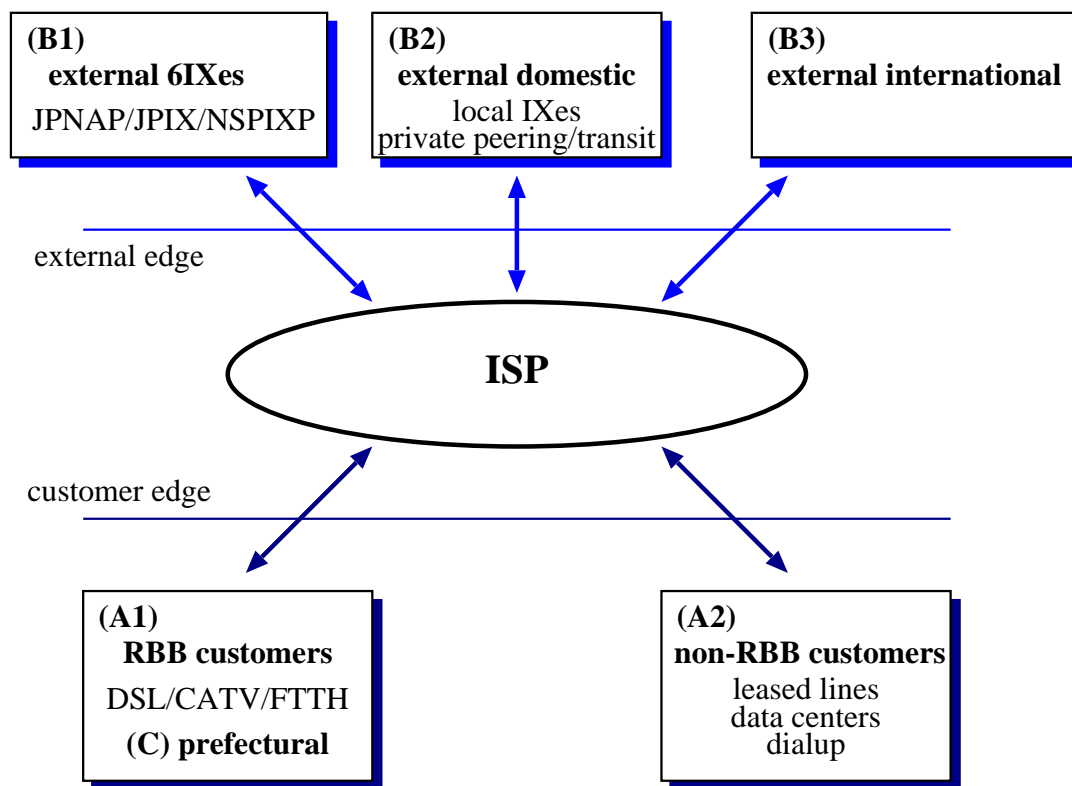 (B1)
external 6IXes
JPNAP/JPIX/NSPIXP
(B2)
external domestic
local IXes
private peering/transit
(B3)
external international
external edge
ISP
customer edge
(A1)
RBB customers
DSL/CATV/FTTH
(C) prefectural
(A2)
non-RBB customers
leased lines
data centers
dialup